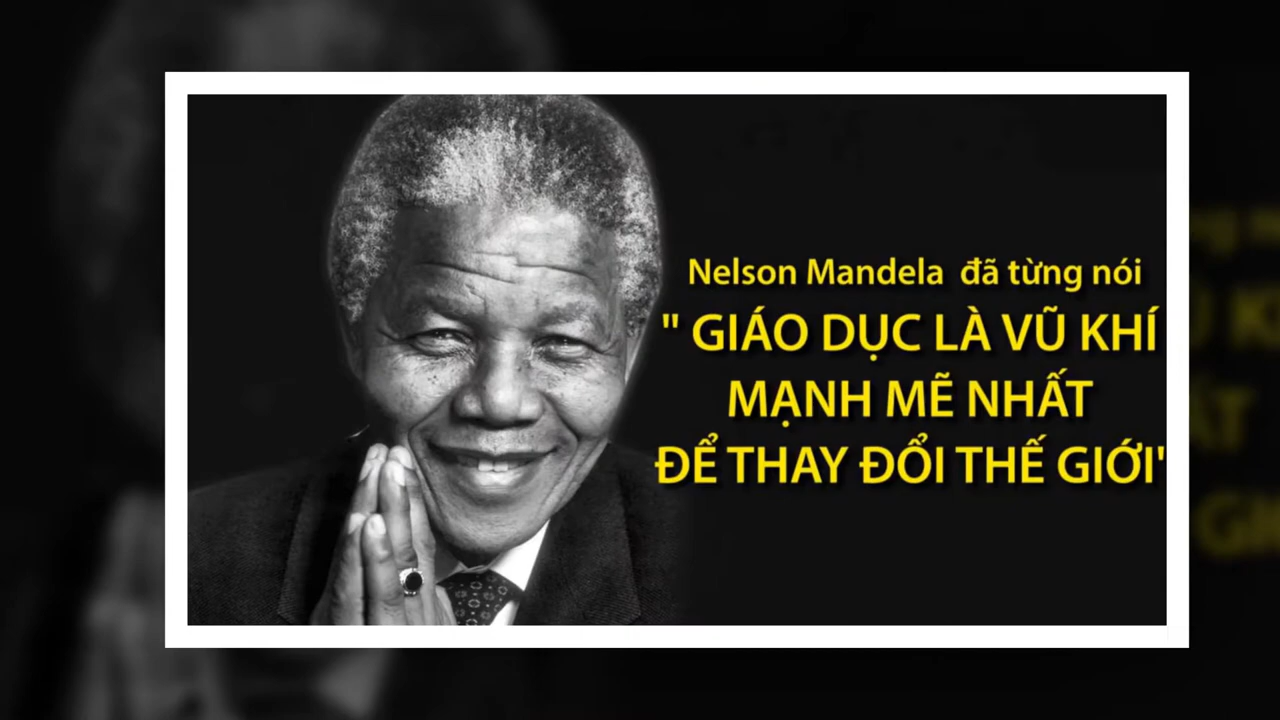 Nelson Mandela đã từng nói
" GIÁO DỤC LÀ VŨ KHÍ
MẠNH MẼ NHẤT
ĐỂ THAY ĐỔI THẾ GIỚI"